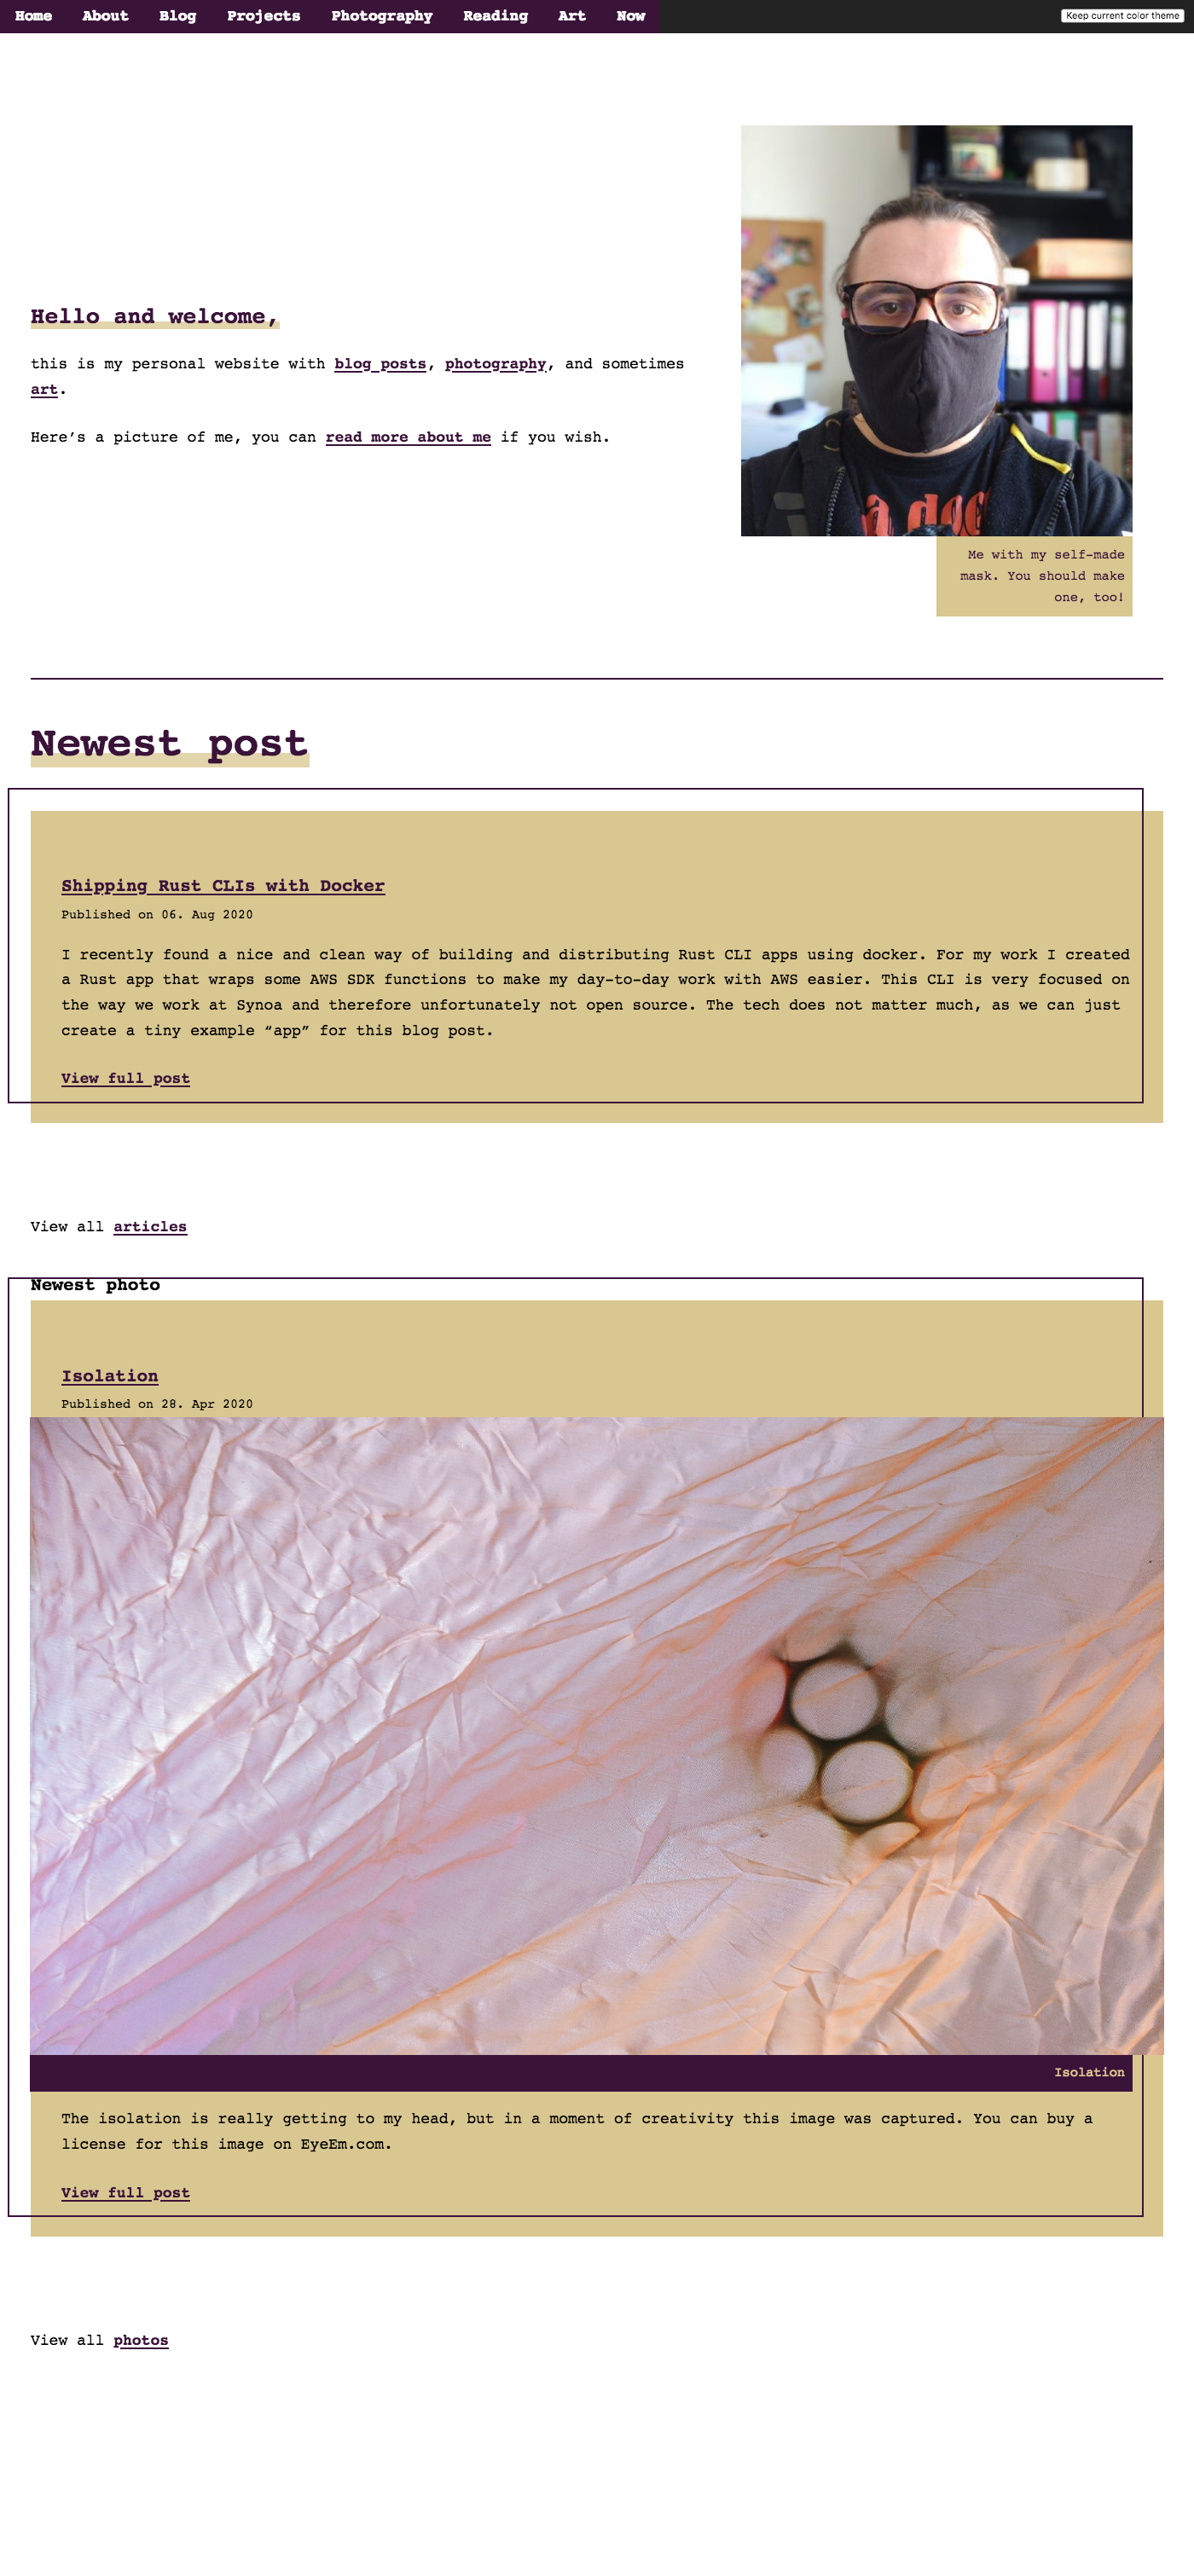 Home About Blog Projects Photography Reading Art Now Keep current color theme
Hello and welcome,
this is my personal website with blog posts, photography, and sometimes
art.
Here’s a picture of me, you can read more about me if you wish.
Me with my self-made
mask. You should make
one, too!
Newest post
Shipping Rust CLIs with Docker
Published on 06. Aug 2020
I recently found a nice and clean way of building and distributing Rust CLI apps using docker. For my work I created
a Rust app that wraps some AWS SDK functions to make my day-to-day work with AWS easier. This CLI is very focused on
the way we work at Synoa and therefore unfortunately not open source. The tech does not matter much, as we can just
create a tiny example “app” for this blog post.
View full post
View all articles
Newest photo
Isolation
Published on 28. Apr 2020
Isolation
The isolation is really getting to my head, but in a moment of creativity this image was captured. You can buy a
license for this image on EyeEm.com.
View full post
View all photos